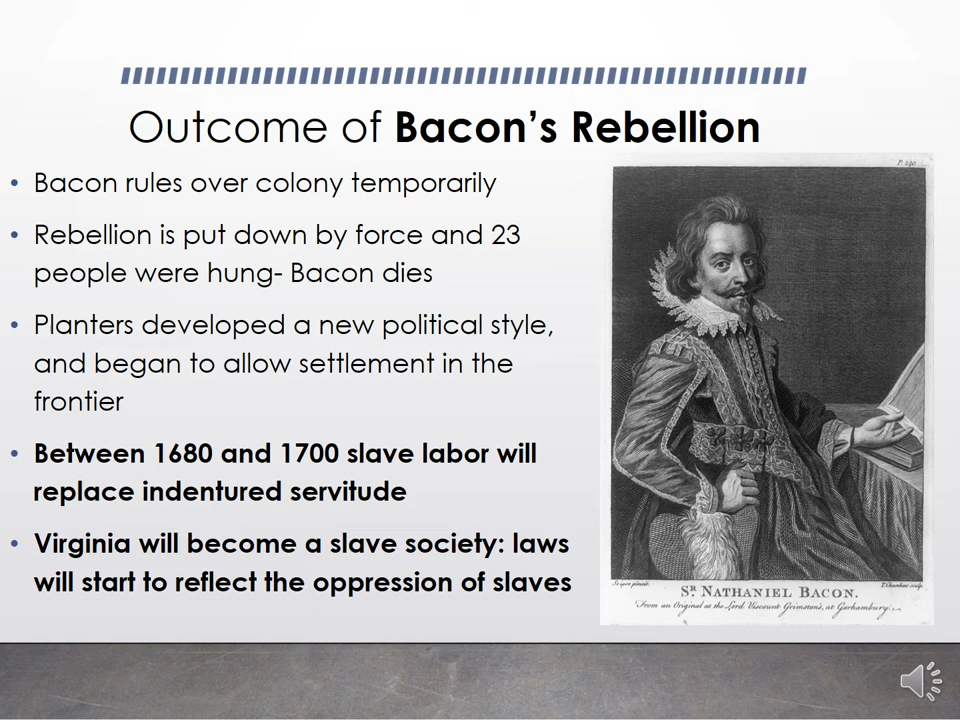 Outcome of Bacon's Rebellion
• Bacon rules over colony temporarily
• Rebellion is put down by force and 23
people were hung- Bacon dies
• Planters developed a new political style,
and began to allow settlement in the
frontier
• Between 1680 and 1700 slave labor will
replace indentured servitude
• Virginia will become a slave society: laws
will start to reflect the oppression of slaves
Sr. NATHANIEL BACON.
From an Original at the Lord Viscount Grimston's, at Gorhambury.